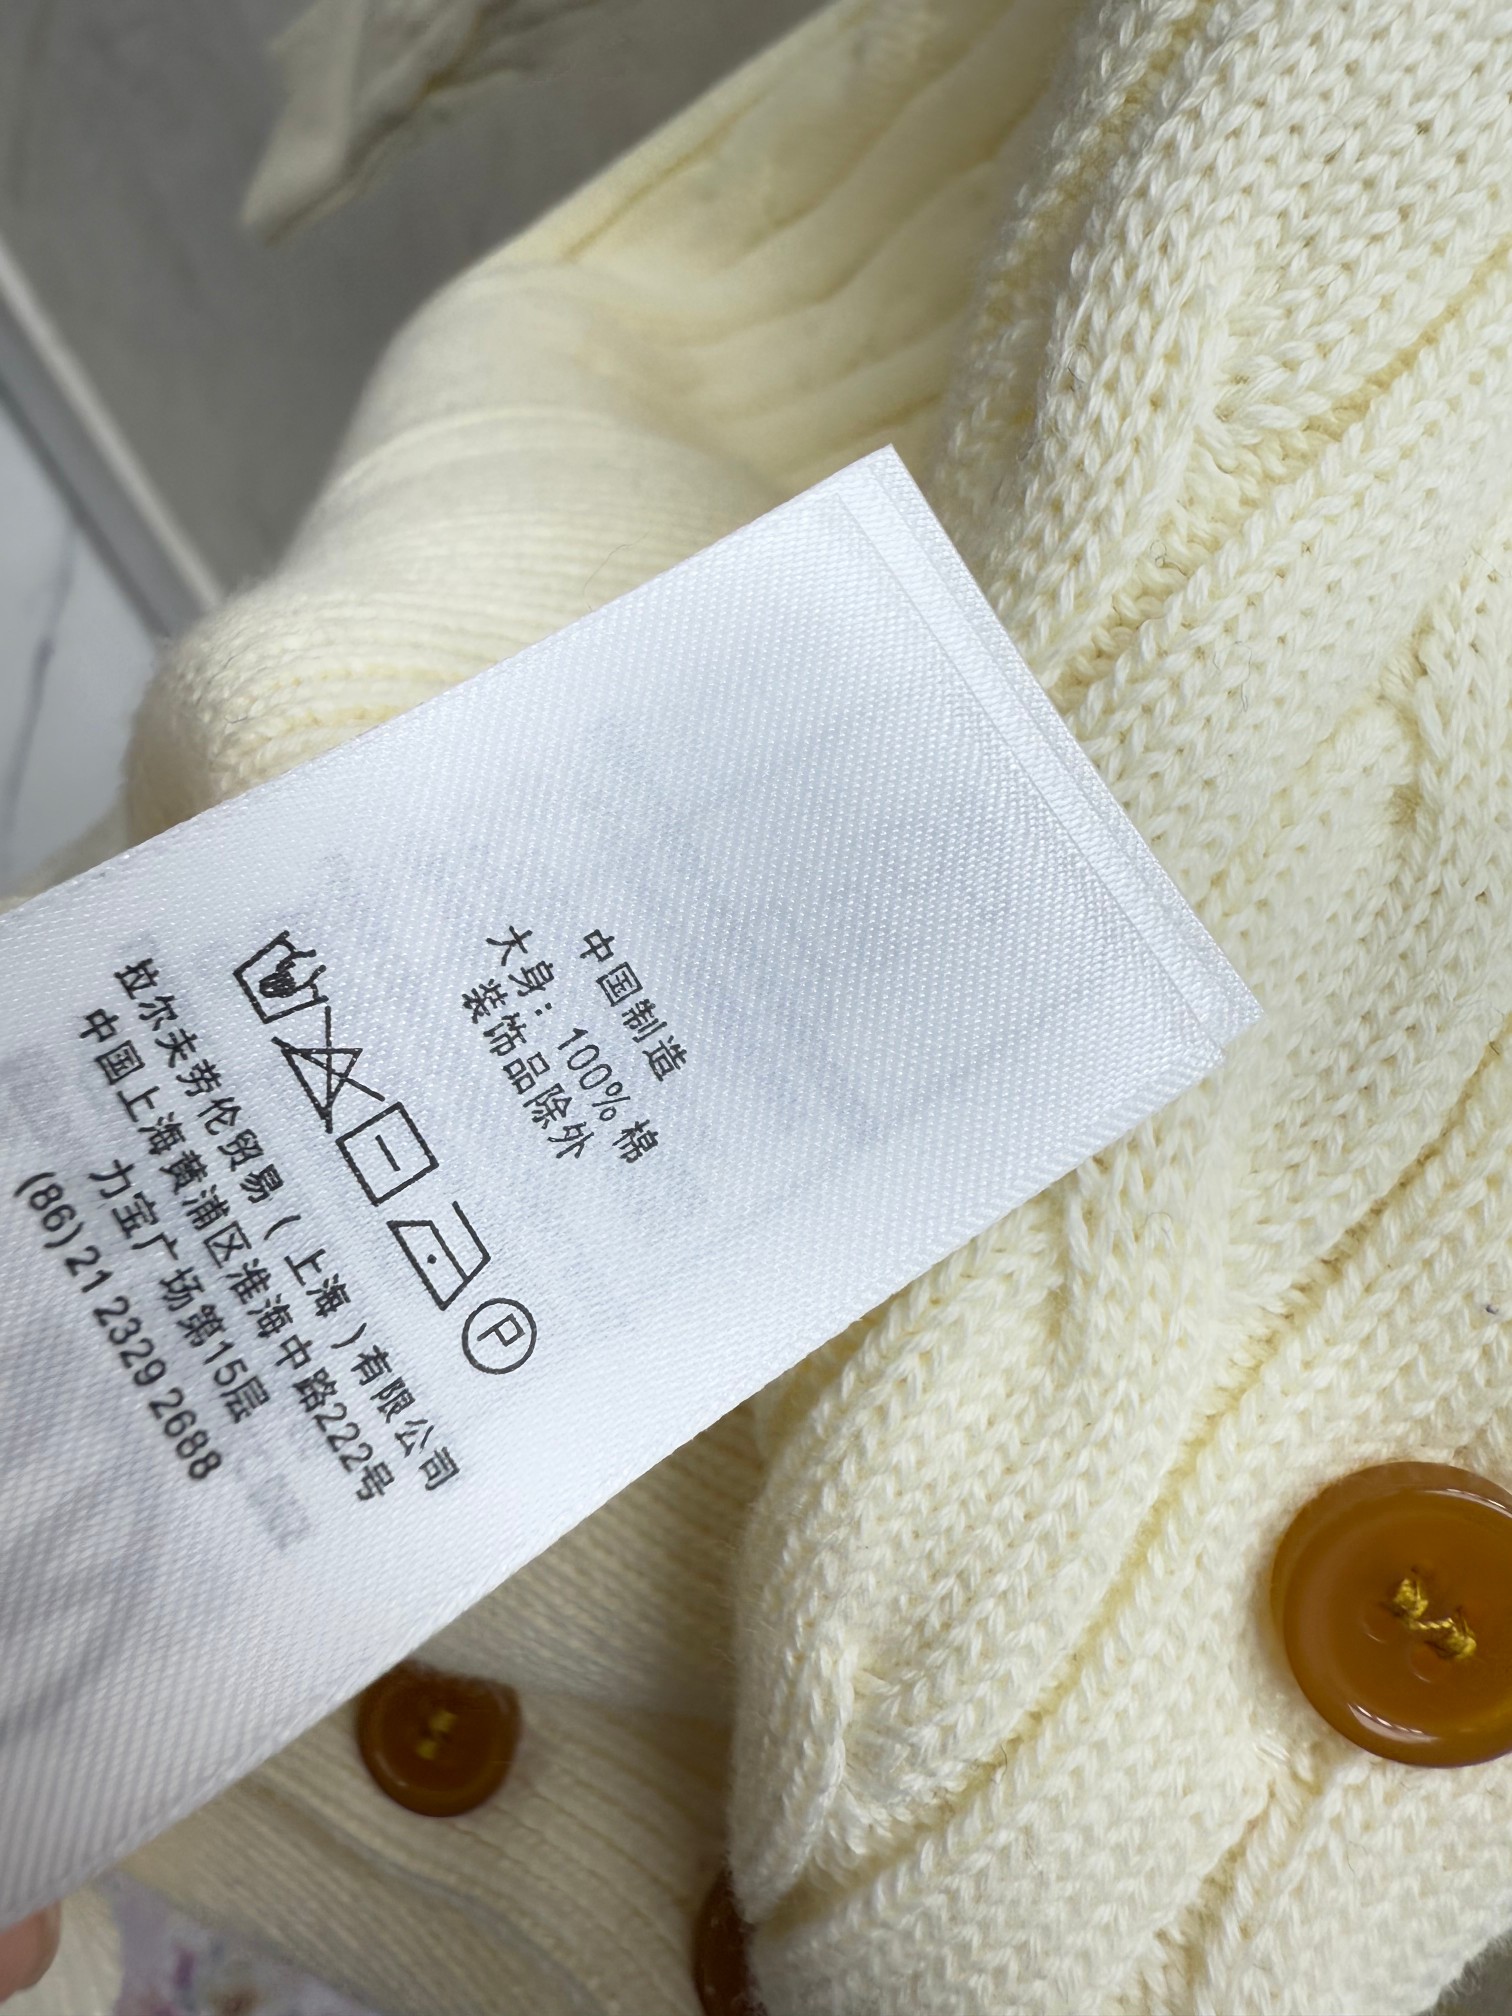 中国制造
大身: 100% 棉
装饰品除外
P
拉尔夫劳伦贸易(上海)有限公司
中国上海黄浦区淮海中路222号
力宝广场第15层
(86) 21 2329 2688